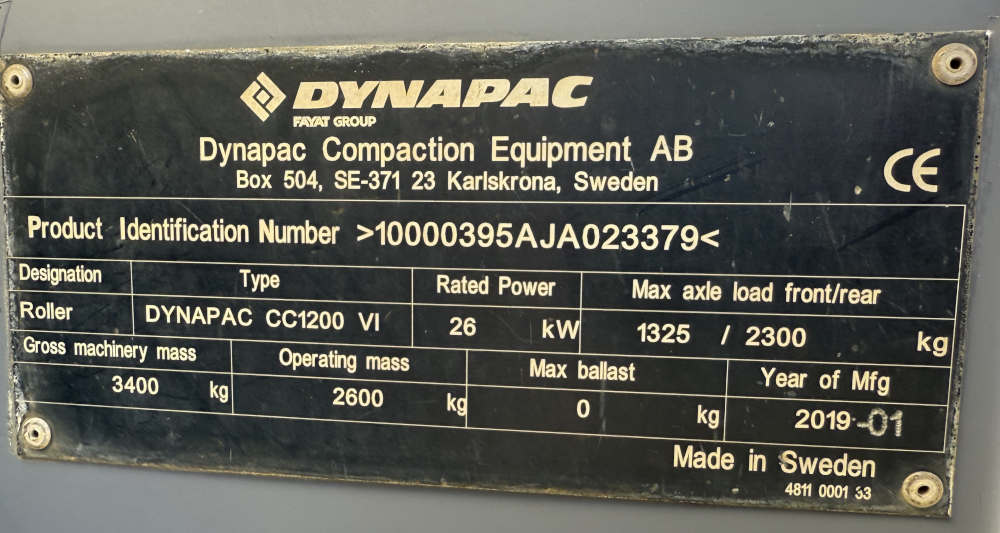 DYNAPAC
FAYAT GROUP
Dynapac Compaction Equipment AB
Box 504, SE-371 23 Karlskrona, Sweden
CE
Product Identification Number >10000395AJA023379<
Designation Type Rated Power Max axle load front/rear
Roller DYNAPAC CC1200 VI 26 kW 1325 / 2300 kg
Gross machinery mass Operating mass Max ballast Year of Mfg
3400 kg 2600 kg 0 kg 2019-01
Made in Sweden
4811 0001 33